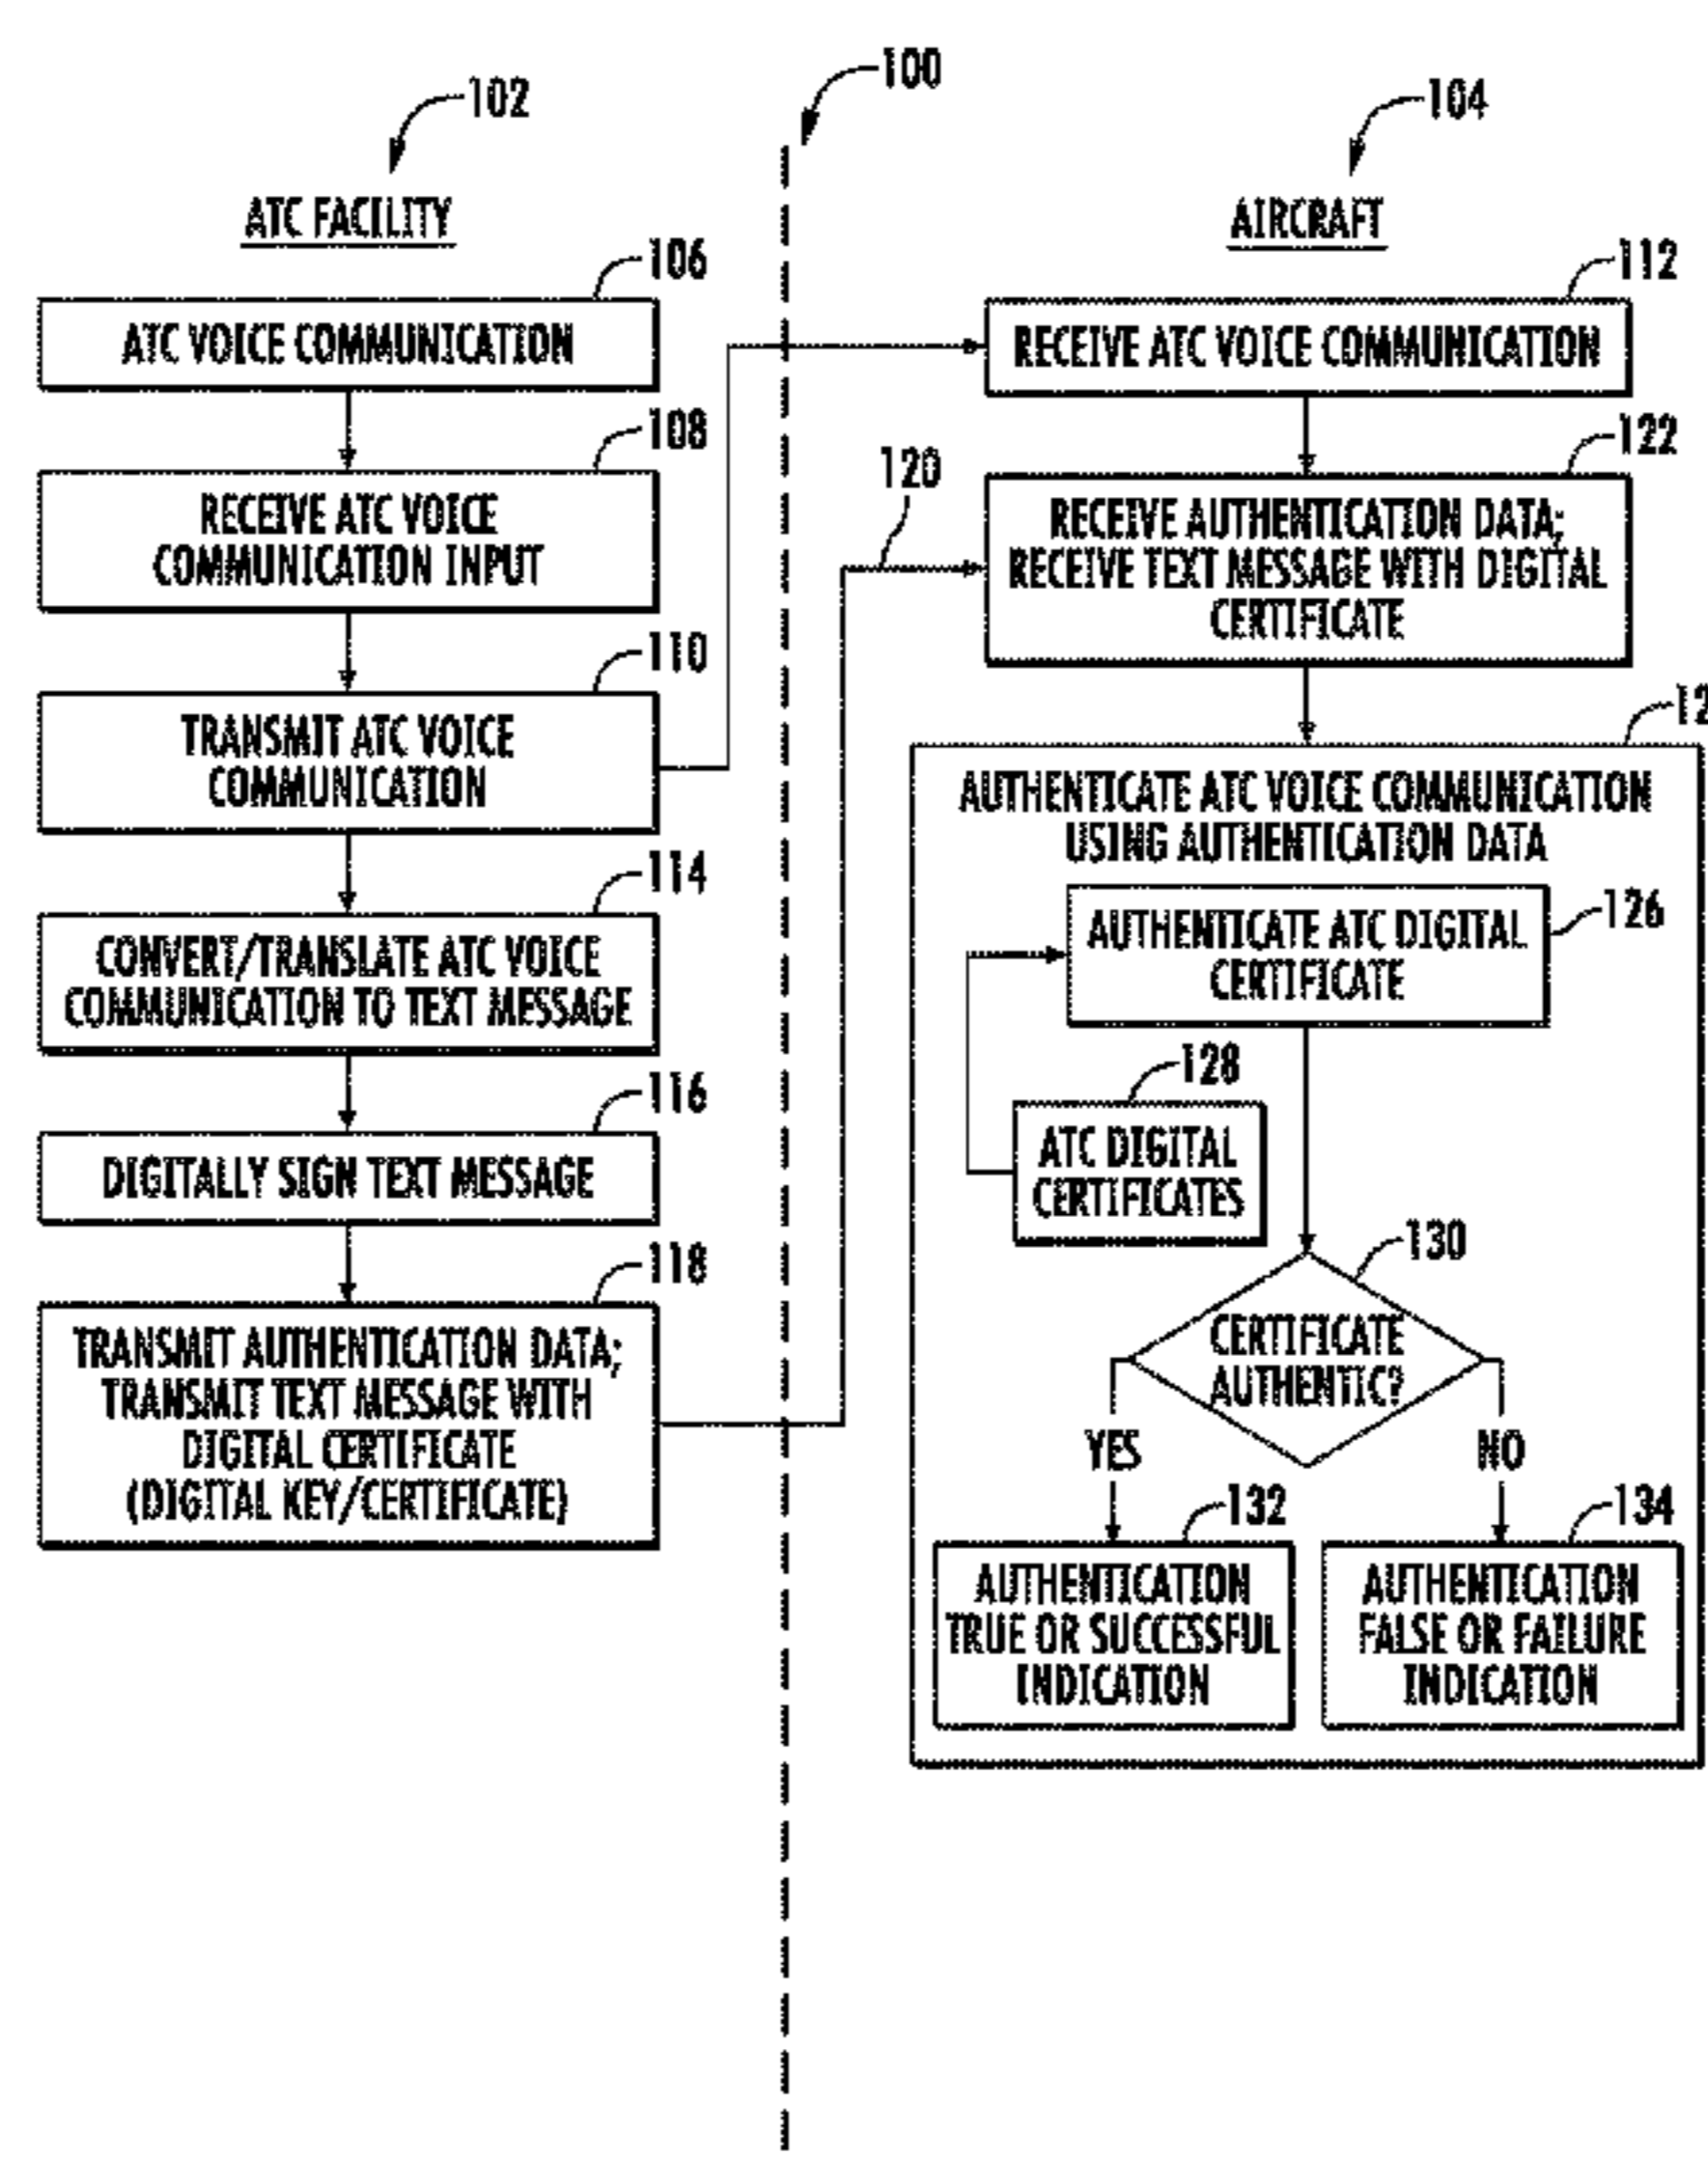 100
102
104
ATC FACILITY
AIRCRAFT
106
ATC VOICE COMMUNICATION
108
RECEIVE ATC VOICE
COMMUNICATION INPUT
110
TRANSMIT ATC VOICE
COMMUNICATION
114
CONVERT/TRANSLATE ATC VOICE
COMMUNICATION TO TEXT MESSAGE
116
DIGITALLY SIGN TEXT MESSAGE
118
TRANSMIT AUTHENTICATION DATA;
TRANSMIT TEXT MESSAGE WITH
DIGITAL CERTIFICATE
(DIGITAL KEY/CERTIFICATE)
112
RECEIVE ATC VOICE COMMUNICATION
120
122
RECEIVE AUTHENTICATION DATA;
RECEIVE TEXT MESSAGE WITH DIGITAL
CERTIFICATE
AUTHENTICATE ATC VOICE COMMUNICATION
USING AUTHENTICATION DATA
126
AUTHENTICATE ATC DIGITAL
CERTIFICATE
128
ATC DIGITAL
CERTIFICATES
130
CERTIFICATE
AUTHENTIC?
YES
NO
132
AUTHENTICATION
TRUE OR SUCCESSFUL
INDICATION
134
AUTHENTICATION
FALSE OR FAILURE
INDICATION